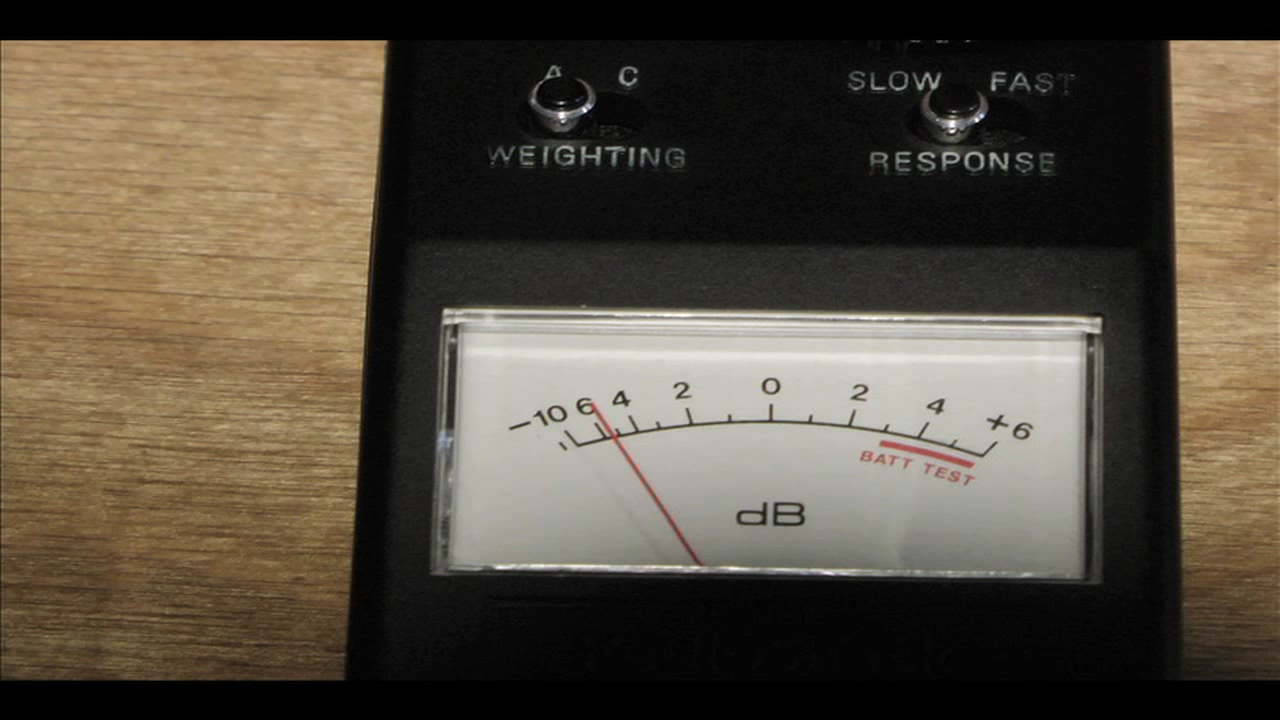 A C
SLOW FAST
WEIGHTING
RESPONSE
-10 6 4 2 0 2 4 +6
BATT TEST
dB